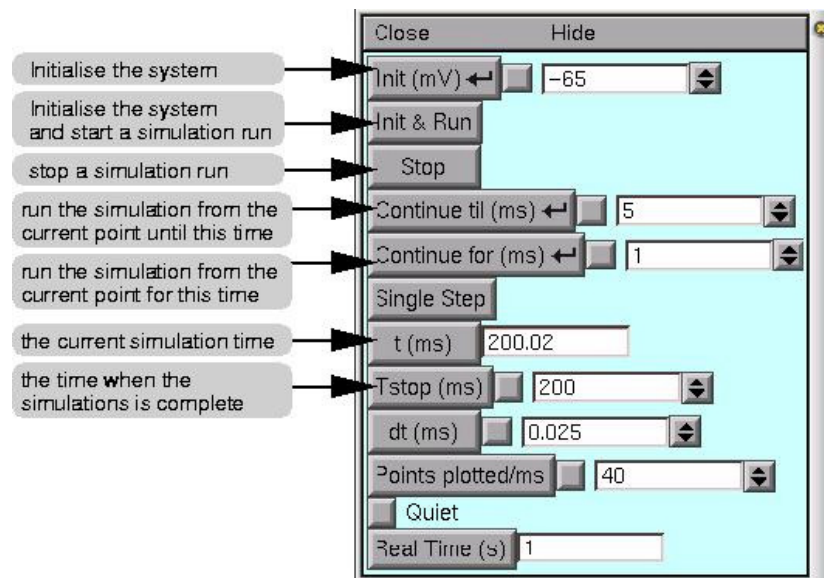 Close Hide
Initialise the system
Init (mV)
-65
Initialise the system
and start a simulation run
Init & Run
stop a simulation run
Stop
run the simulation from the
current point until this time
Continue til (ms)
5
run the simulation from the
current point for this time
Continue for (ms)
1
Single Step
the current simulation time
t (ms)
200.02
the time when the
simulations is complete
Tstop (ms)
200
dt (ms)
0.025
Points plotted/ms
40
Quiet
Real Time (s)
1